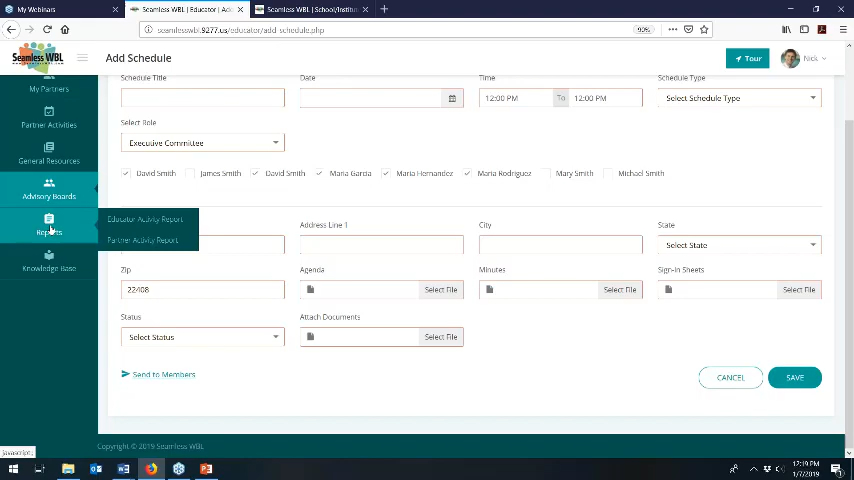 My Webinars
Seamless WBL | Educator | Ad
Seamless WBL | School/Institu
seamlesswbl.9277.us/educator/add-schedule.php
90%
Seamless WBL
Add Schedule
Tour
Nick
My Partners
Partner Activities
General Resources
Advisory Boards
Reports
Knowledge Base
Educator Activity Report
Partner Activity Report
Schedule Title
Date
Time
Schedule Type
12:00 PM
To
12:00 PM
Select Schedule Type
Select Role
Executive Committee
David Smith
James Smith
David Smith
Maria Garcia
Maria Hernandez
Maria Rodriguez
Mary Smith
Michael Smith
Address Line 1
City
State
Select State
Zip
Agenda
Minutes
Sign-In Sheets
22408
Select File
Select File
Select File
Status
Attach Documents
Select Status
Select File
Send to Members
CANCEL
SAVE
Copyright © 2019 Seamless WBL
javascript:;
12:19 PM
1/7/2019